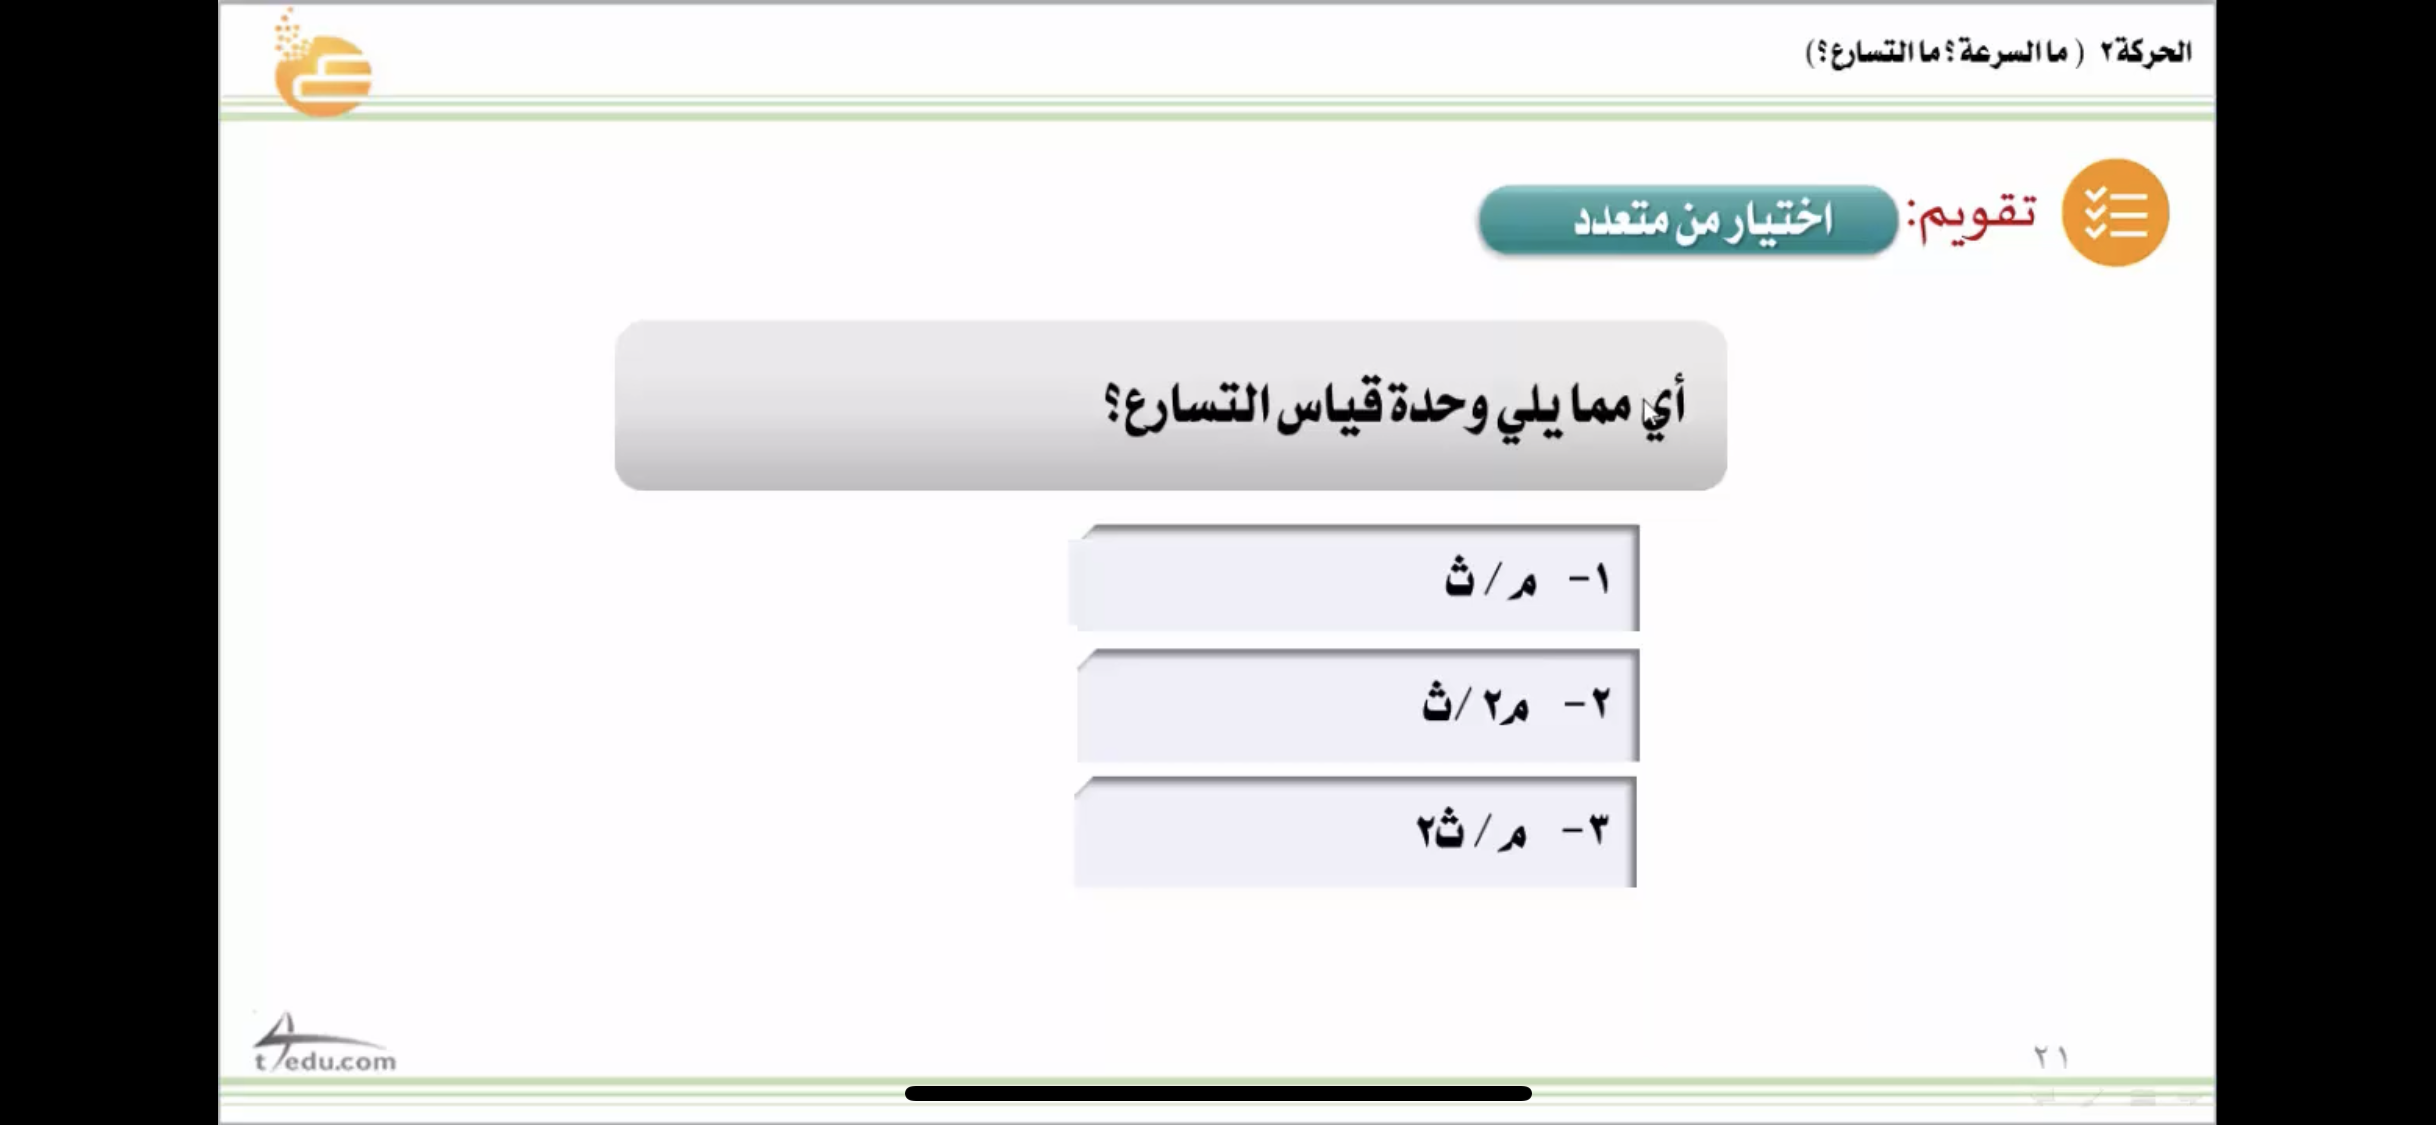 الحركة٢ ( ما السرعة؟ ما التسارع؟)
تقويم: اختيار من متعدد
أي مما يلي وحدة قياس التسارع؟
١- م / ث
٢- م٢ /ث
٣- م / ث٢
t4edu.com
٢١